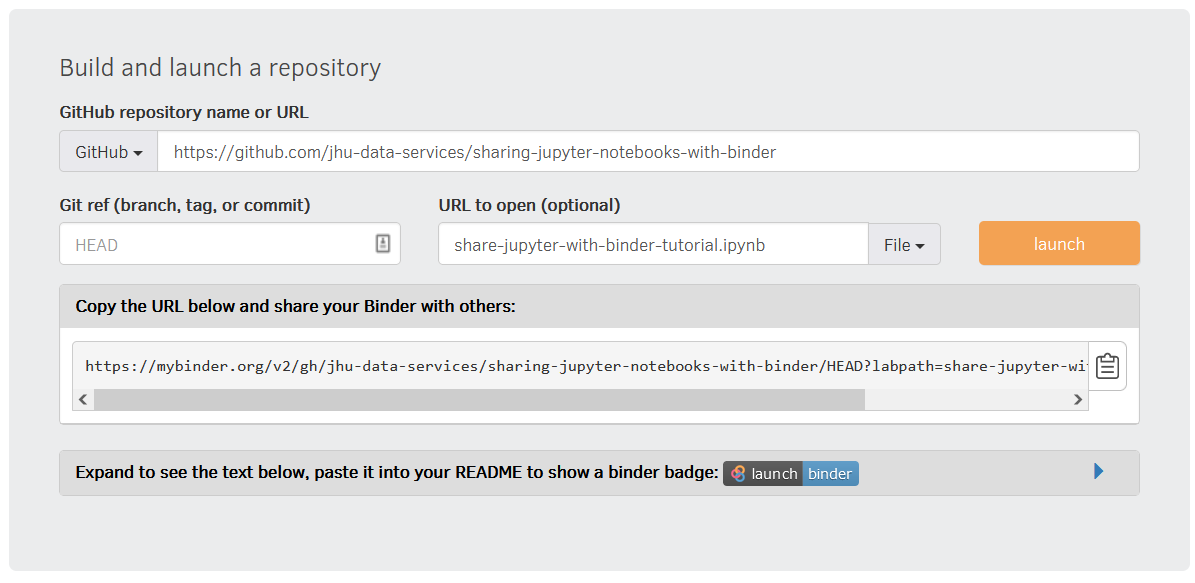 Build and launch a repository
GitHub repository name or URL
GitHub https://github.com/jhu-data-services/sharing-jupyter-notebooks-with-binder
Git ref (branch, tag, or commit) URL to open (optional)
HEAD share-jupyter-with-binder-tutorial.ipynb File launch
Copy the URL below and share your Binder with others:
https://mybinder.org/v2/gh/jhu-data-services/sharing-jupyter-notebooks-with-binder/HEAD?labpath=share-jupyter-wi
Expand to see the text below, paste it into your README to show a binder badge: launch binder